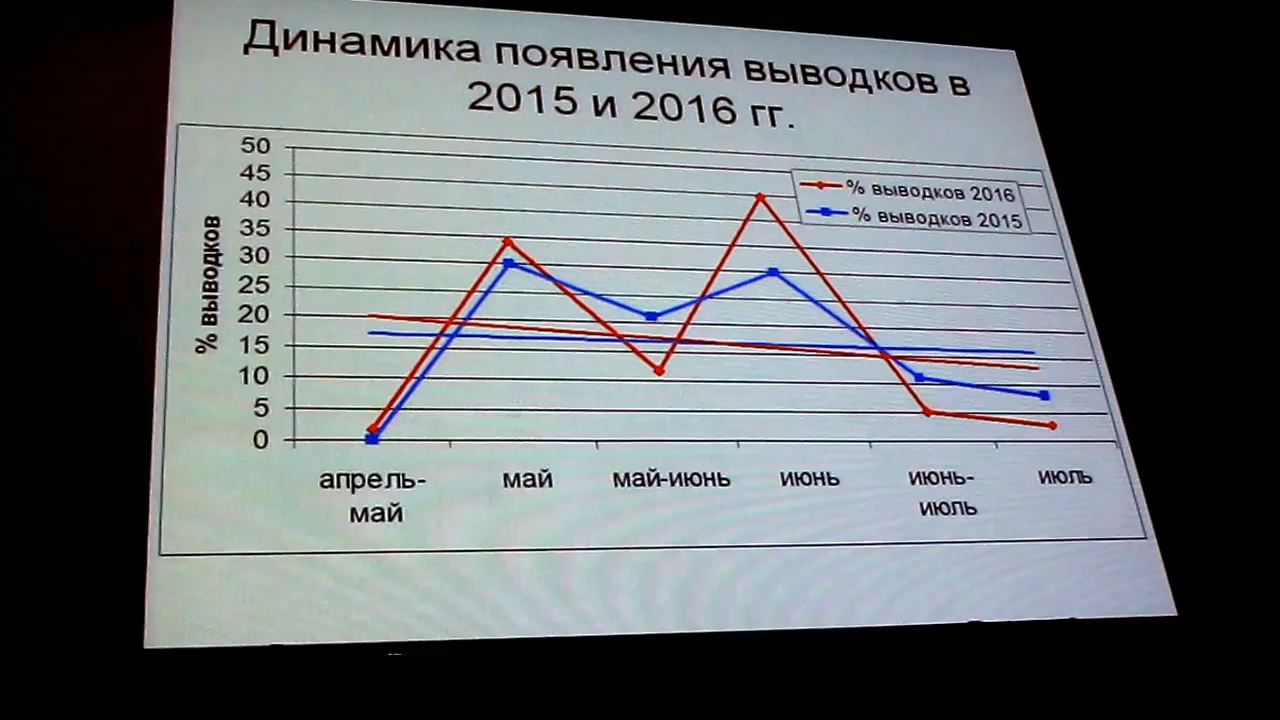 Динамика появления выводков в
2015 и 2016 гг.
% выводков
50
45
40
35
30
25
20
15
10
5
0
% выводков 2016
% выводков 2015
апрель-
май
май
май-июнь
июнь
июнь-
июль
июль